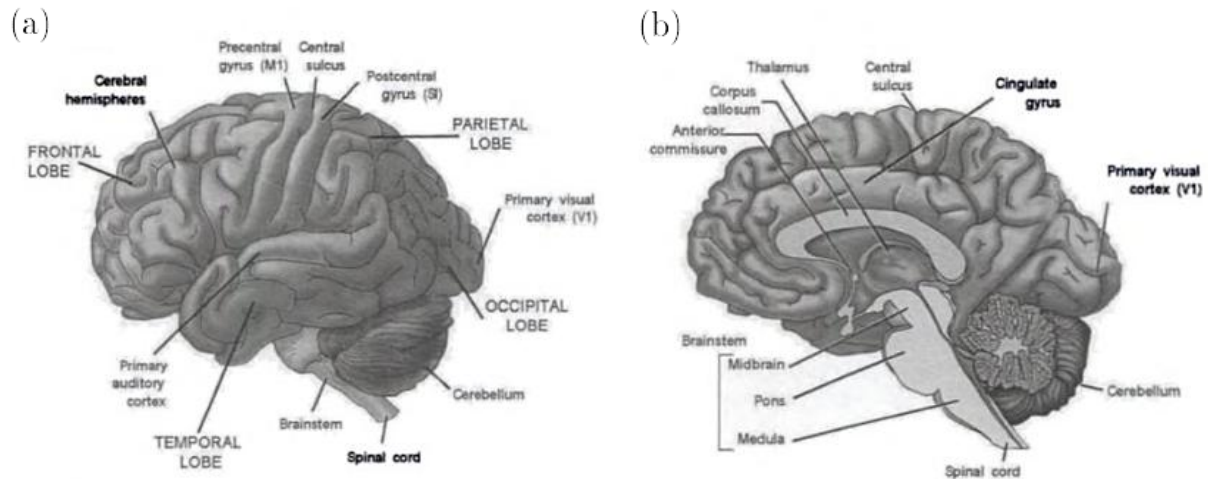 (a)
Precentral
gyrus (M1)
Central
sulcus
Postcentral
gyrus (SI)
Cerebral
hemispheres
PARIETAL
LOBE
FRONTAL
LOBE
Primary visual
cortex (V1)
OCCIPITAL
LOBE
Primary
auditory
cortex
Cerebellum
Brainstem
TEMPORAL
LOBE
Spinal cord
(b)
Thalamus
Central
sulcus
Cingulate
gyrus
Corpus
callosum
Anterior
commissure
Primary visual
cortex (V1)
Brainstem
Midbrain
Pons
Cerebellum
Medula
Spinal cord